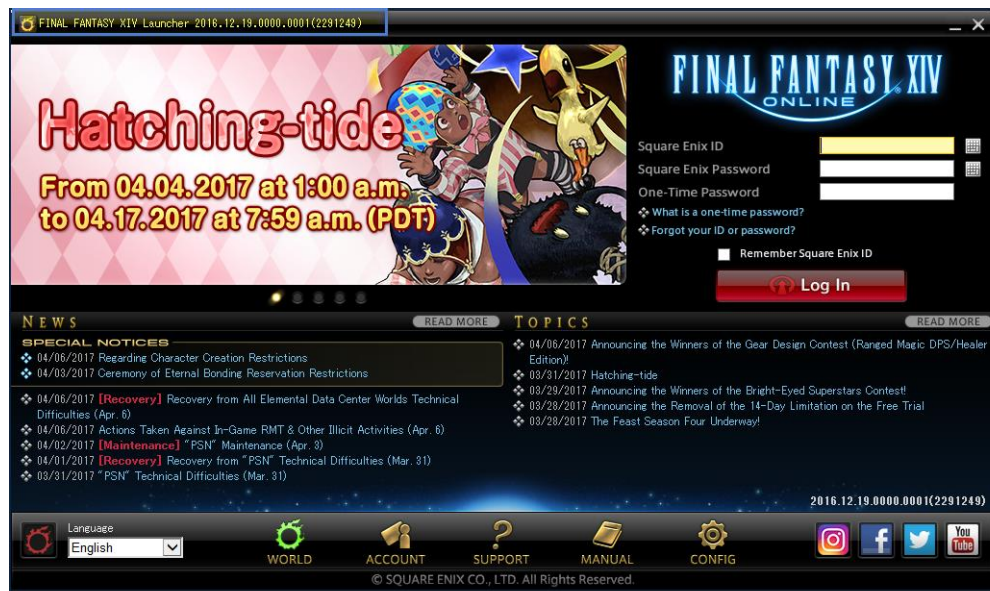 FINAL FANTASY XIV Launcher 2016.12.19.0000.0001(2291249)
Hatching-tide
From 04.04.2017 at 1:00 a.m.
to 04.17.2017 at 7:59 a.m. (PDT)
FINAL FANTASY XIV
ONLINE
Square Enix ID
Square Enix Password
One-Time Password
What is a one-time password?
Forgot your ID or password?
Remember Square Enix ID
Log In
NEWS
READ MORE
SPECIAL NOTICES
04/06/2017 Regarding Character Creation Restrictions
04/03/2017 Ceremony of Eternal Bonding Reservation Restrictions
04/06/2017 [Recovery] Recovery from All Elemental Data Center Worlds Technical
Difficulties (Apr. 6)
04/06/2017 Actions Taken Against In-Game RMT & Other Illicit Activities (Apr. 6)
04/02/2017 [Maintenance] "PSN" Maintenance (Apr. 3)
04/01/2017 [Recovery] Recovery from "PSN" Technical Difficulties (Mar. 31)
03/31/2017 "PSN" Technical Difficulties (Mar. 31)
TOPICS
READ MORE
04/06/2017 Announcing the Winners of the Gear Design Contest (Ranged Magic DPS/Healer
Edition)!
03/31/2017 Hatching-tide
03/29/2017 Announcing the Winners of the Bright-Eyed Superstars Contest!
03/28/2017 Announcing the Removal of the 14-Day Limitation on the Free Trial
03/28/2017 The Feast Season Four Underway!
2016.12.19.0000.0001(2291249)
Language
English
WORLD
ACCOUNT
SUPPORT
MANUAL
CONFIG
You
Tube
© SQUARE ENIX CO., LTD. All Rights Reserved.